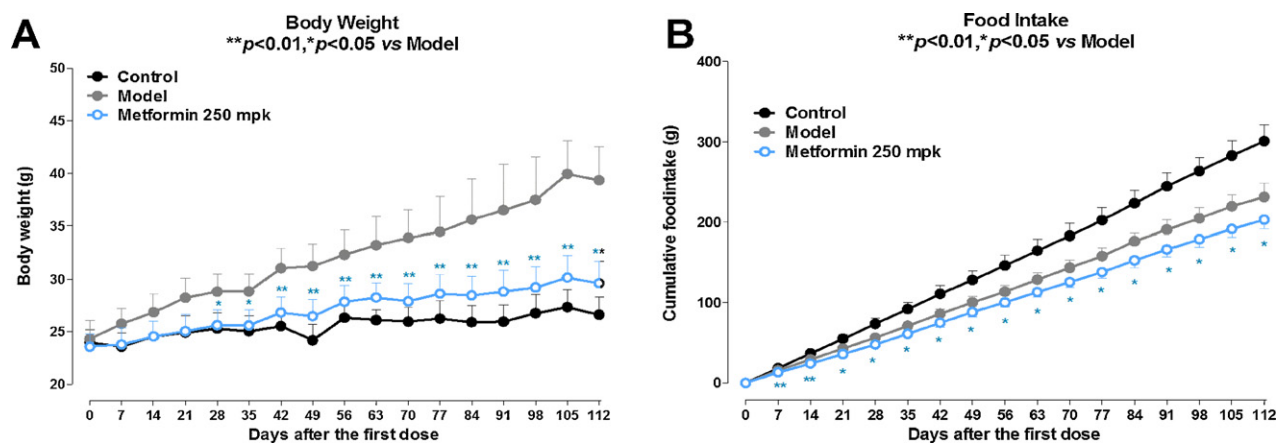 A
Body Weight
**p<0.01,*p<0.05 vs Model
50
45
40
35
30
25
20
Body weight (g)
Control
Model
Metformin 250 mpk
* * ** ** ** ** ** ** ** ** ** ** **
0 7 14 21 28 35 42 49 56 63 70 77 84 91 98 105 112
Days after the first dose
B
Food Intake
**p<0.01,*p<0.05 vs Model
400
300
200
100
0
Cumulative foodintake (g)
Control
Model
Metformin 250 mpk
** ** * * * * * * * * * * * * * *
0 7 14 21 28 35 42 49 56 63 70 77 84 91 98 105 112
Days after the first dose